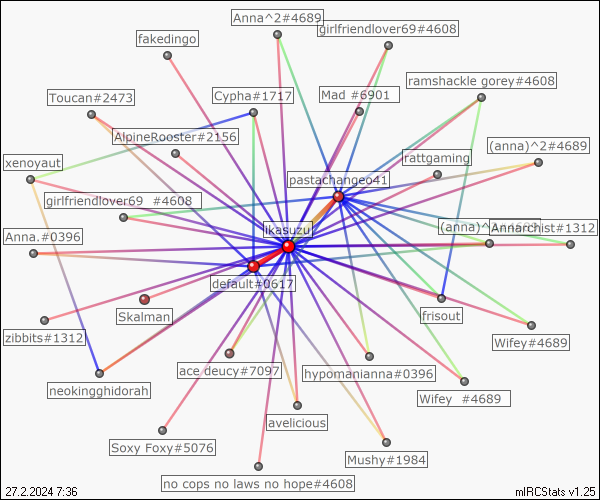 Anna^2#4689
girlfriendlover69#4608
fakedingo
ramshackle gorey#4608
Toucan#2473
Cypha#1717
Mad #6901
AlpineRooster#2156
(anna)^2#4689
xenoyaut
rattgaming
pastachangeo41
girlfriendlover69 #4608
likasuzu
(anna)^
Annarchist#1312
Anna.#0396
default#0617
Skalman
frisout
zibbits#1312
Wifey#4689
ace deucy#7097
hypomanianna#0396
neokingghidorah
Wifey #4689
avelicious
Soxy Foxy#5076
Mushy#1984
no cops no laws no hope#4608
27.2.2024 7:36
mIRCStats v1.25